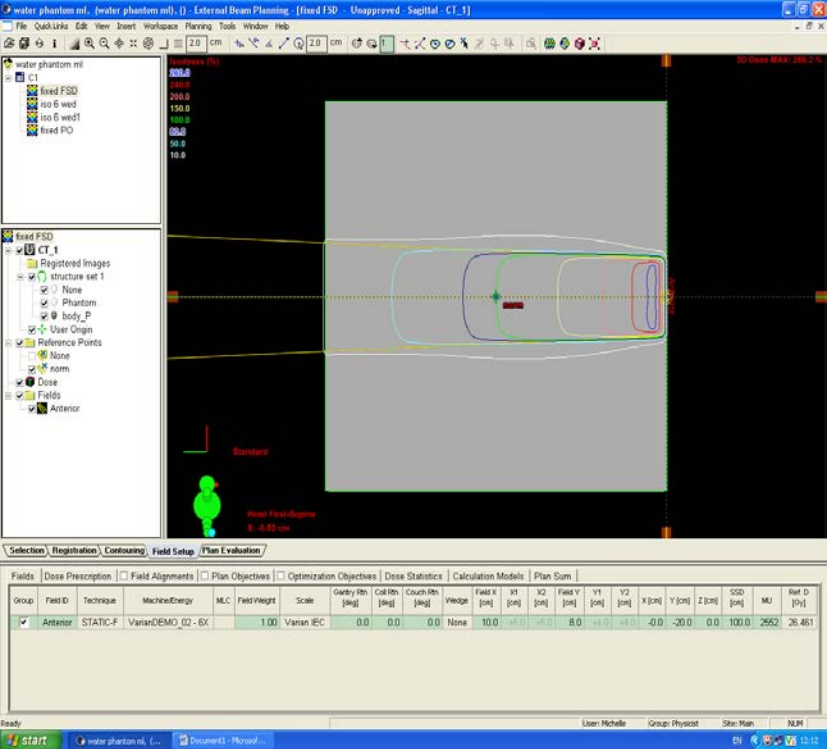 water phantom ml, (water phantom ml), () - External Beam Planning - [fixed FSD - Unapproved - Sagittal - CT_1]
File QuickLinks Edit View Insert Workspace Planning Tools Window Help
2.0 cm 2.0 cm 1
water phantom ml
C1
fixed FSD
iso 6 wed
iso 6 wed1
fixed PO
Isodoses (%)
240.0
200.0
150.0
100.0
50.0
10.0
3D Dose MAX: 266.2 %
norm
fixed FSD
CT_1
Registered Images
structure set 1
None
Phantom
body_P
User Origin
Reference Points
None
norm
Dose
Fields
Anterior
Standard
Head First-Supine
X: -0.03 cm
Selection Registration Contouring Field Setup Plan Evaluation
Fields Dose Prescription Field Alignments Plan Objectives Optimization Objectives Dose Statistics Calculation Models Plan Sum
Group Field ID Technique Machine/Energy MLC Field Weight Scale Gantry Rtn [deg] Coll Rtn [deg] Couch Rtn [deg] Wedge Field X [cm] X1 [cm] X2 [cm] Field Y [cm] Y1 [cm] Y2 [cm] X [cm] Y [cm] Z [cm] SSD [cm] MU Ref. D [Gy]
Anterior STATIC-F VarianDEMO_02 - 6X 1.00 Varian IEC 0.0 0.0 0.0 None 10.0 +5.0 +5.0 8.0 +4.0 +4.0 -0.0 -20.0 0.0 100.0 2552 26.461
Ready User: Michelle Group: Physicist Site: Main NUM
start water phantom ml, (... Document1 - Microsof... EN 12:12